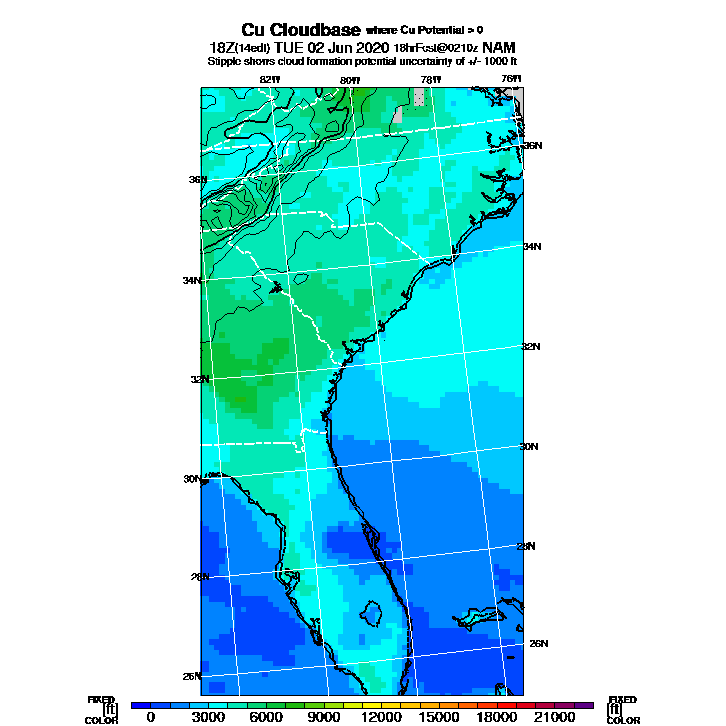 Cu Cloudbase where Cu Potential > 0
18Z(14edt) TUE 02 Jun 2020 18hrFcst@0210z NAM
Stipple shows cloud formation potential uncertainty of +/- 1000 ft
82W 80W 78W 76W
36N
36N
34N
34N
32N
32N
30N
30N
28N
28N
26N
26N
FIXED FIXED
[ft] [ft]
COLOR COLOR
0 3000 6000 9000 12000 15000 18000 21000